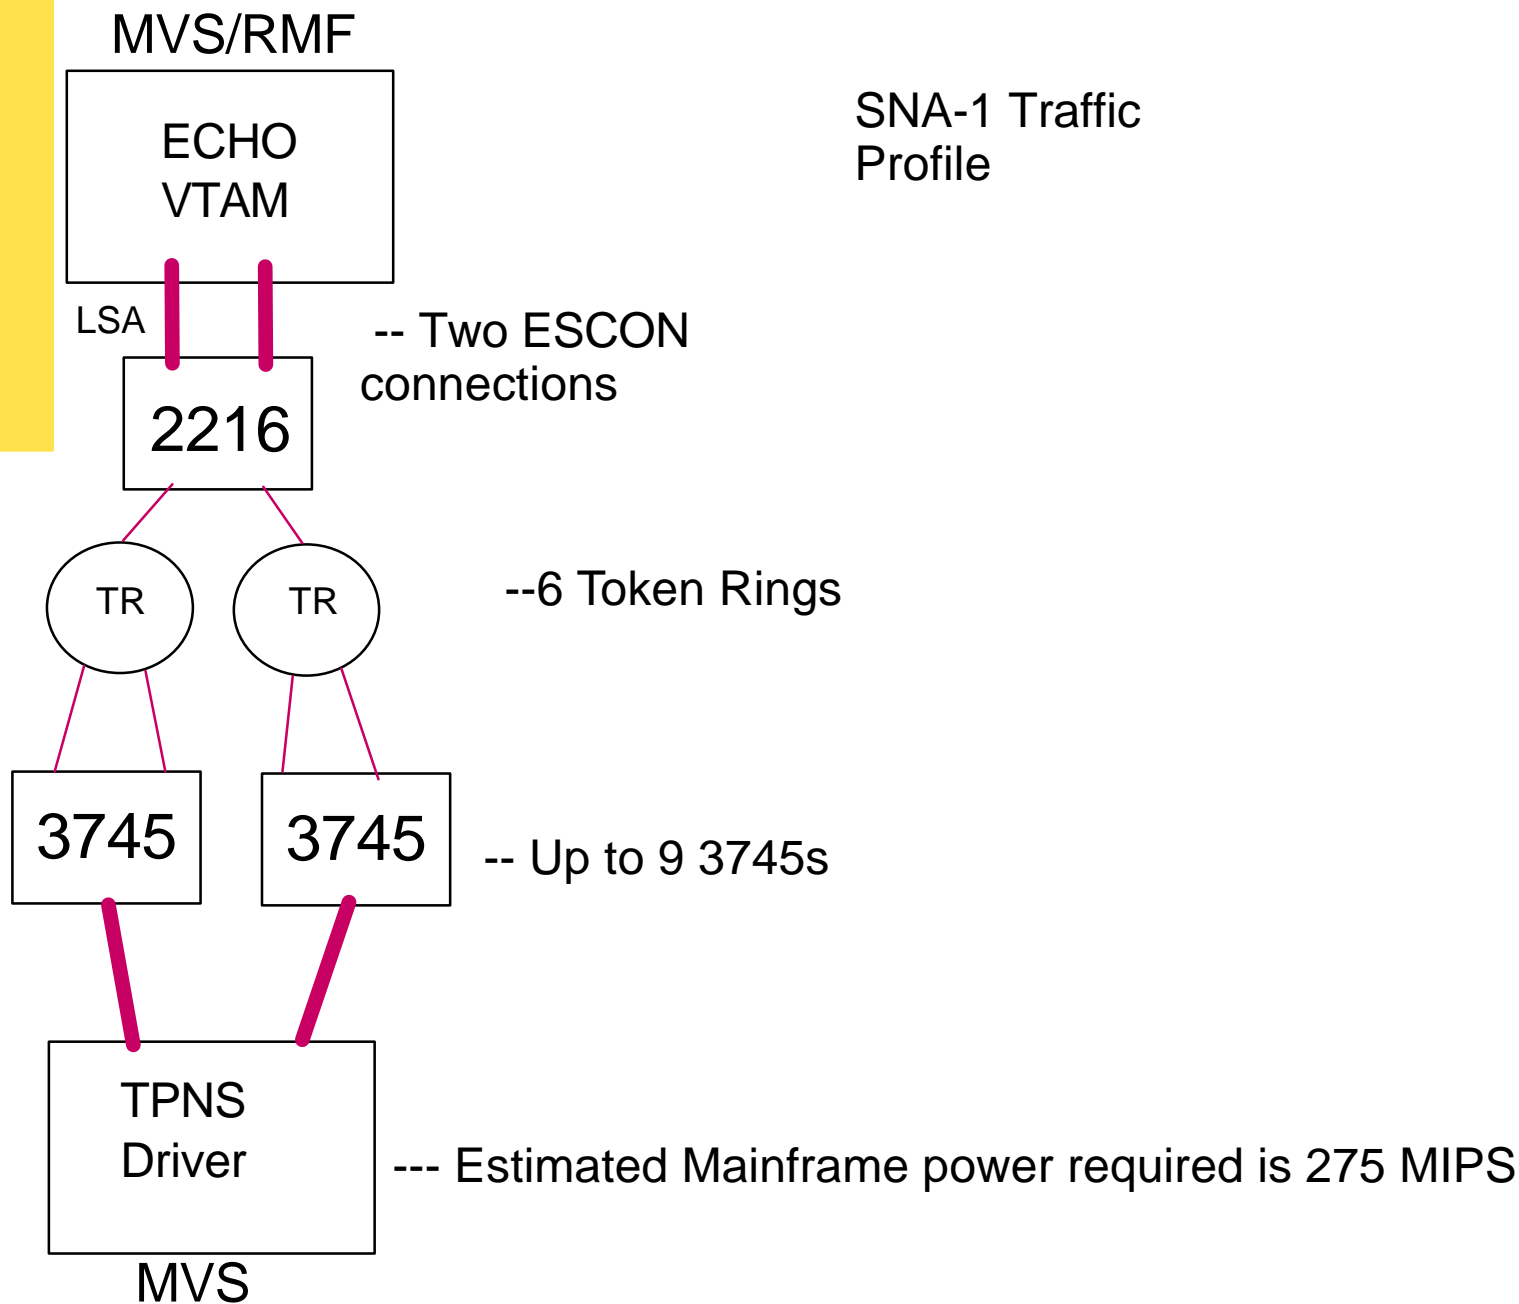 MVS/RMF
ECHO
VTAM
SNA-1 Traffic
Profile
LSA
-- Two ESCON
connections
2216
TR
TR
--6 Token Rings
3745
3745
-- Up to 9 3745s
TPNS
Driver
--- Estimated Mainframe power required is 275 MIPS
MVS